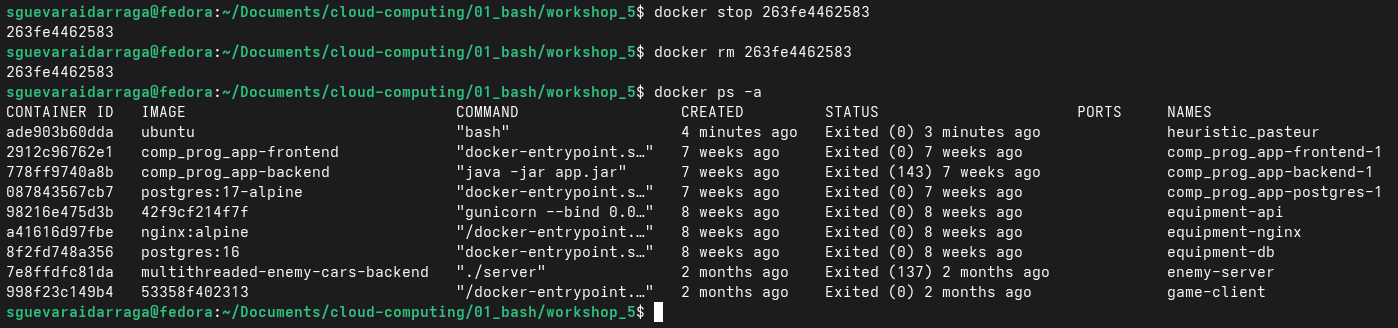 sguevaraidarraga@fedora:~/Documents/cloud-computing/01_bash/workshop_5$ docker stop 263fe4462583
263fe4462583
sguevaraidarraga@fedora:~/Documents/cloud-computing/01_bash/workshop_5$ docker rm 263fe4462583
263fe4462583
sguevaraidarraga@fedora:~/Documents/cloud-computing/01_bash/workshop_5$ docker ps -a
CONTAINER ID   IMAGE                              COMMAND                  CREATED         STATUS                      PORTS     NAMES
ade903b60dda   ubuntu                             "bash"                   4 minutes ago   Exited (0) 3 minutes ago              heuristic_pasteur
2912c96762e1   comp_prog_app-frontend             "docker-entrypoint.s…"   7 weeks ago     Exited (0) 7 weeks ago                comp_prog_app-frontend-1
778ff9740a8b   comp_prog_app-backend              "java -jar app.jar"      7 weeks ago     Exited (143) 7 weeks ago              comp_prog_app-backend-1
087843567cb7   postgres:17-alpine                 "docker-entrypoint.s…"   7 weeks ago     Exited (0) 7 weeks ago                comp_prog_app-postgres-1
98216e475d3b   42f9cf214f7f                       "gunicorn --bind 0.0…"   8 weeks ago     Exited (0) 8 weeks ago                equipment-api
a41616d97fbe   nginx:alpine                       "/docker-entrypoint.…"   8 weeks ago     Exited (0) 8 weeks ago                equipment-nginx
8f2fd748a356   postgres:16                        "docker-entrypoint.s…"   8 weeks ago     Exited (0) 8 weeks ago                equipment-db
7e8ffdfc81da   multithreaded-enemy-cars-backend   "./server"               2 months ago    Exited (137) 2 months ago             enemy-server
998f23c149b4   53358f402313                       "/docker-entrypoint.…"   2 months ago    Exited (0) 2 months ago               game-client
sguevaraidarraga@fedora:~/Documents/cloud-computing/01_bash/workshop_5$